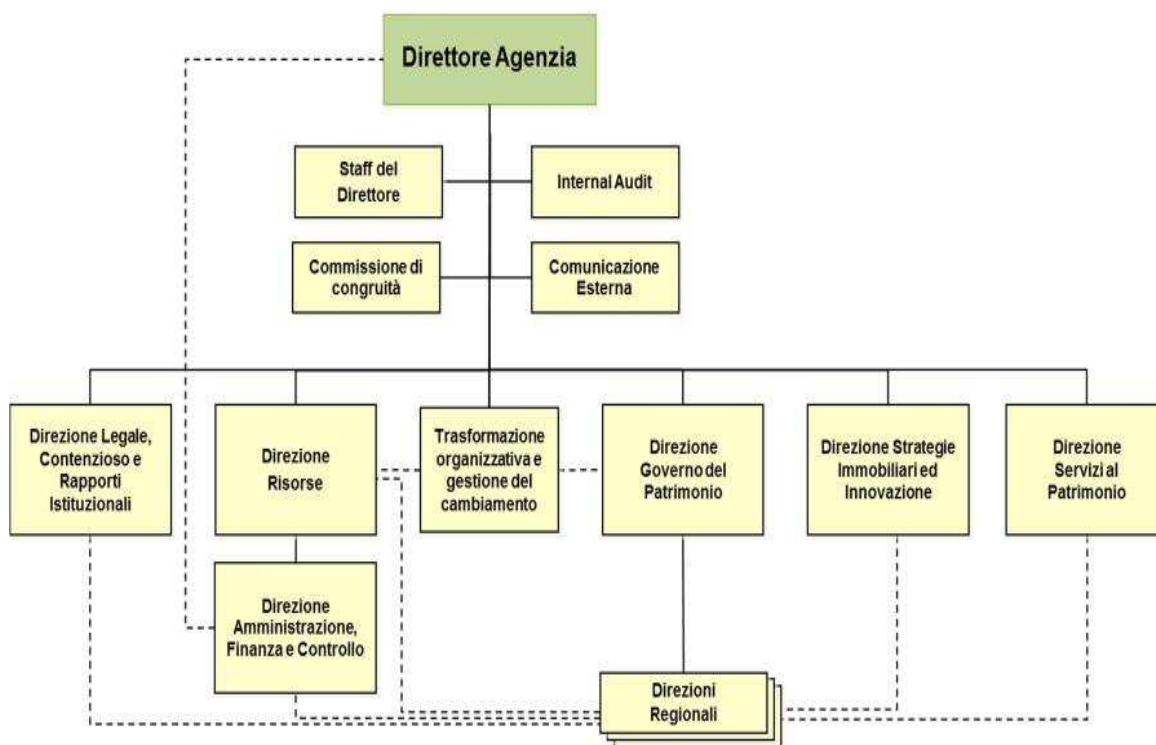 Direttore Agenzia
Staff del
Direttore
Internal Audit
Commissione di
congruità
Comunicazione
Esterna
Direzione Legale,
Contenzioso e
Rapporti
Istituzionali
Direzione
Risorse
Trasformazione
organizzativa e
gestione del
cambiamento
Direzione
Governo del
Patrimonio
Direzione Strategie
Immobiliari ed
Innovazione
Direzione
Servizi al
Patrimonio
Direzione
Amministrazione,
Finanza e Controllo
Direzioni
Regionali